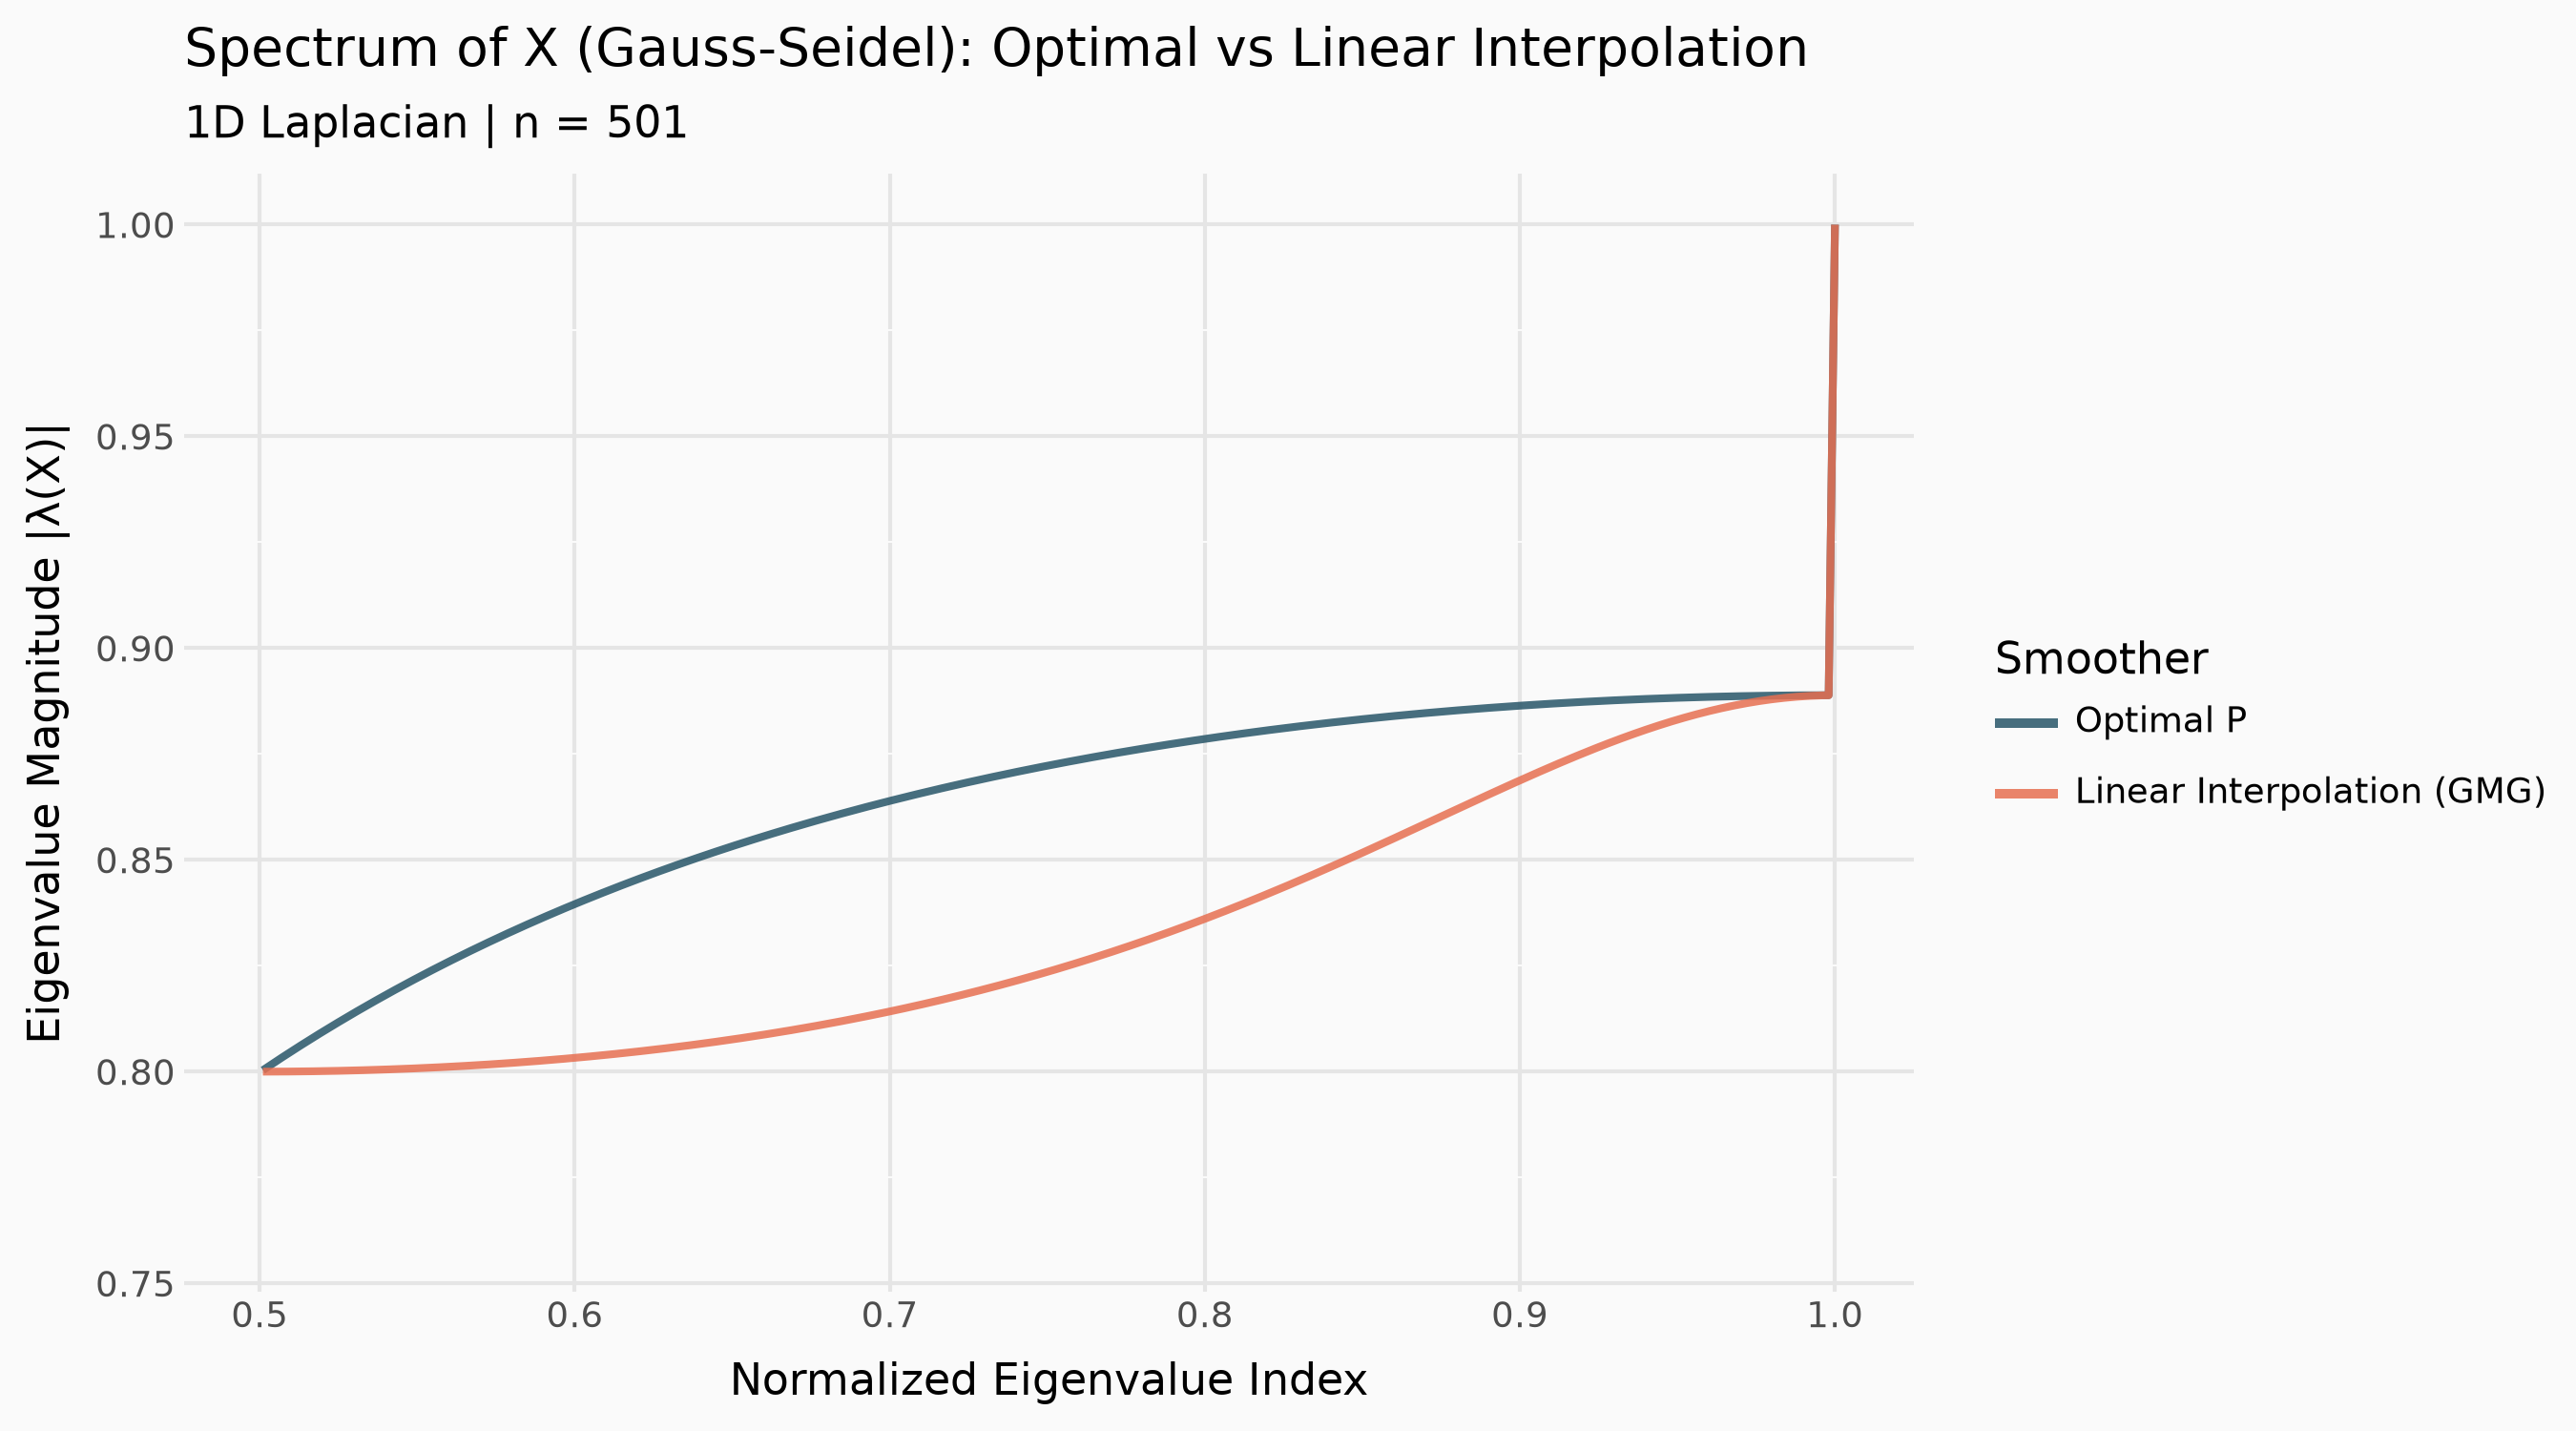 Spectrum of X (Gauss-Seidel): Optimal vs Linear Interpolation
1D Laplacian | n = 501
Eigenvalue Magnitude |λ(X)|
1.00
0.95
0.90
0.85
0.80
0.75
0.5
0.6
0.7
0.8
0.9
1.0
Normalized Eigenvalue Index
Smoother
Optimal P
Linear Interpolation (GMG)